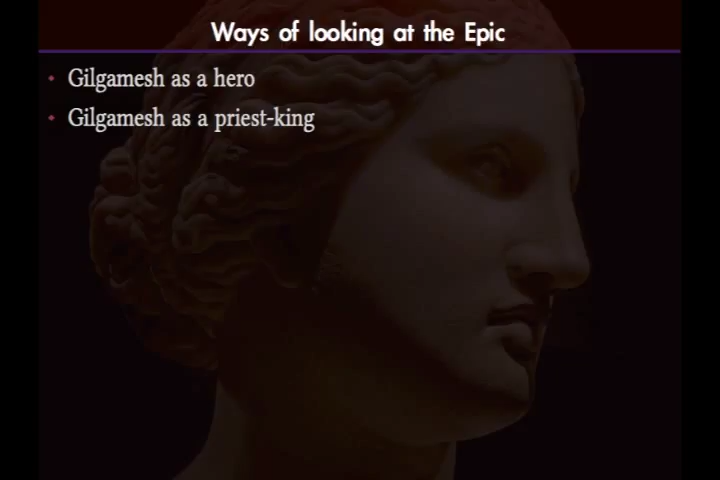 Ways of looking at the Epic
Gilgamesh as a hero
Gilgamesh as a priest-king